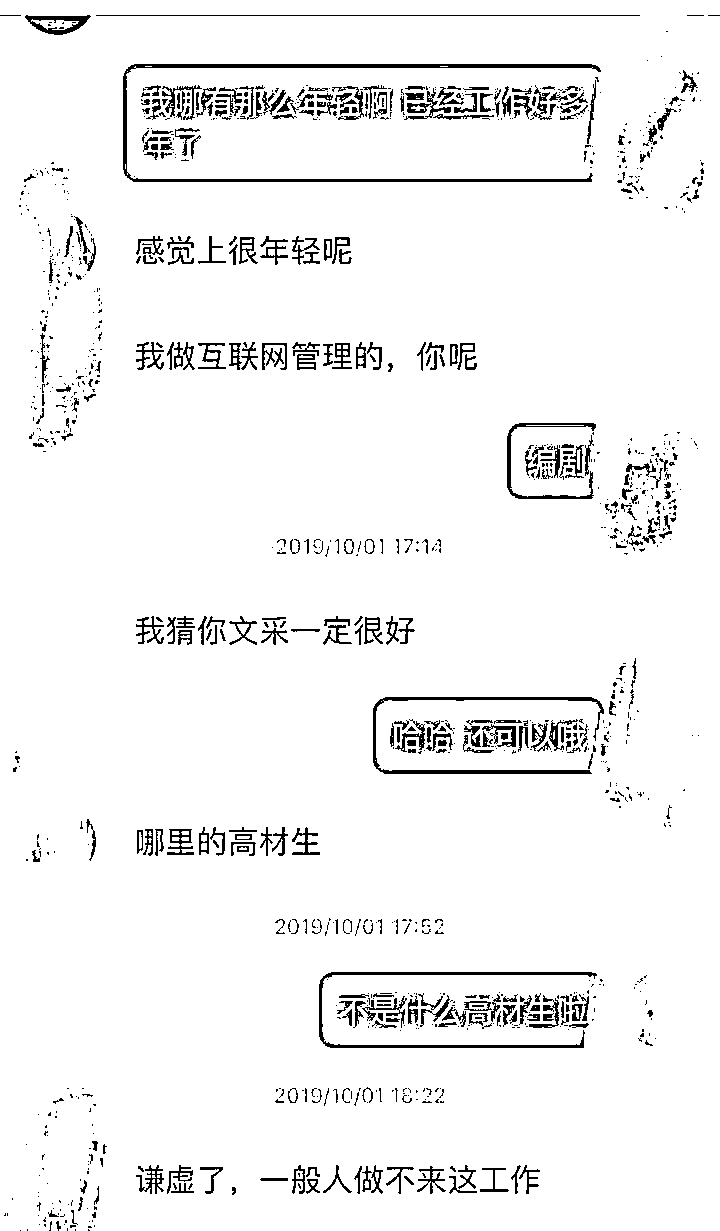 我哪有那么年轻啊 已经工作好多
年了
感觉上很年轻呢
我做互联网管理的，你呢
编剧
2019/10/01 17:14
我猜你文采一定很好
哈哈 还可以哦
哪里的高材生
2019/10/01 17:52
不是什么高材生啦
2019/10/01 18:22
谦虚了，一般人做不来这工作